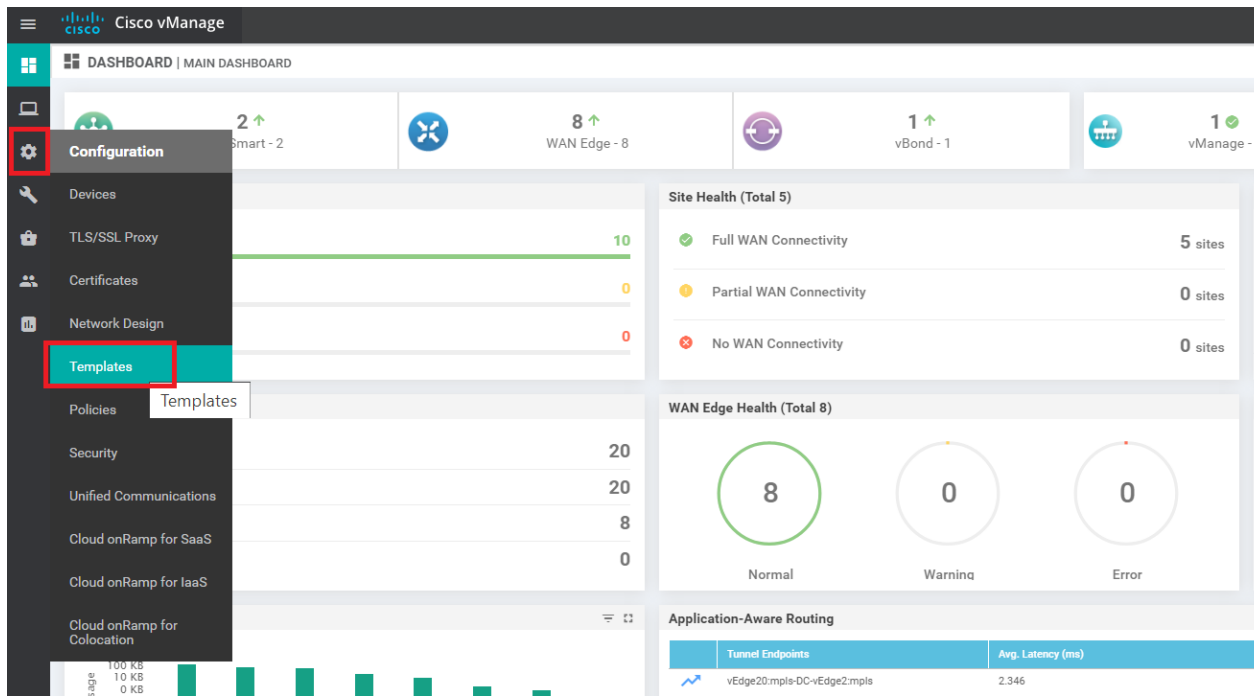 CISCO Cisco vManage
DASHBOARD | MAIN DASHBOARD
2
Smart - 2
8
WAN Edge - 8
1
vBond - 1
1
vManage -
Configuration
Devices
TLS/SSL Proxy
Certificates
Network Design
Templates
Templates
Policies
Security
Unified Communications
Cloud onRamp for SaaS
Cloud onRamp for IaaS
Cloud onRamp for
Colocation
10
0
0
Site Health (Total 5)
Full WAN Connectivity 5 sites
Partial WAN Connectivity 0 sites
No WAN Connectivity 0 sites
20
20
8
0
WAN Edge Health (Total 8)
8 0 0
Normal Warning Error
100 KB
10 KB
0 KB
Application-Aware Routing
Tunnel Endpoints Avg. Latency (ms)
vEdge20:mpls-DC-vEdge2:mpls 2.346